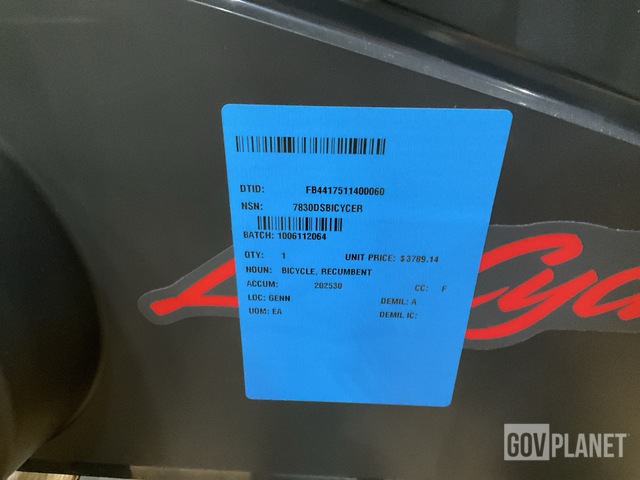 DTID: FB4417511400060
NSN: 7830DSBICYCER
BATCH: 1006112064
QTY: 1 UNIT PRICE: $3789.14
NOUN: BICYCLE, RECUMBENT
ACCUM: 202530 CC: F
LOC: GENN DEMIL: A
UOM: EA DEMIL IC:
GOVPLANET